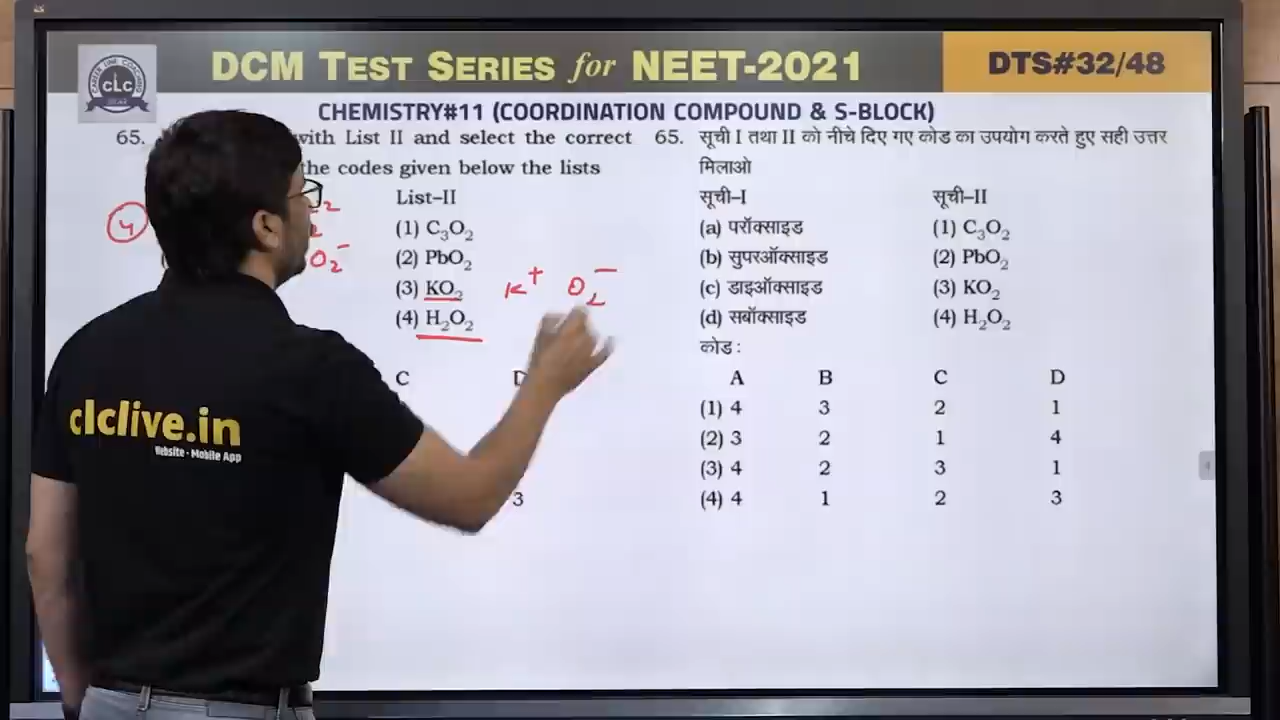 DCM TEST SERIES for NEET-2021
DTS#32/48
CLC
CHEMISTRY#11 (COORDINATION COMPOUND & S-BLOCK)
65.
with List II and select the correct
the codes given below the lists
List–II
(1) C₃O₂
(2) PbO₂
(3) KO₂
(4) H₂O₂
C
3
4
O₂⁻
K⁺ O₂⁻
65. सूची I तथा II को नीचे दिए गए कोड का उपयोग करते हुए सही उत्तर
मिलाओ
सूची–I सूची–II
(a) परॉक्साइड (1) C₃O₂
(b) सुपरऑक्साइड (2) PbO₂
(c) डाइऑक्साइड (3) KO₂
(d) सबॉक्साइड (4) H₂O₂
कोड :
A B C D
(1) 4 3 2 1
(2) 3 2 1 4
(3) 4 2 3 1
(4) 4 1 2 3
clclive.in
Website - Mobile App